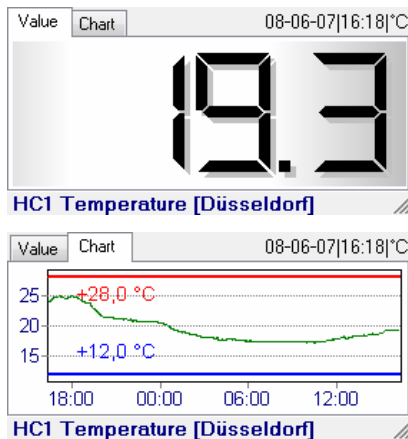 Value Chart 08-06-07|16:18|°C
19.3
HC1 Temperature [Düsseldorf]
Value Chart 08-06-07|16:18|°C
25 +28,0 °C
20
15 +12,0 °C
18:00 00:00 06:00 12:00
HC1 Temperature [Düsseldorf]